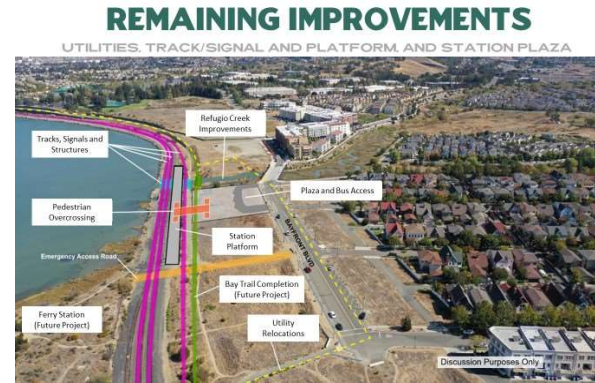 REMAINING IMPROVEMENTS
UTILITIES, TRACK/SIGNAL AND PLATFORM, AND STATION PLAZA
Refugio Creek
Improvements
Tracks, Signals and
Structures
Plaza and Bus Access
Pedestrian
Overcrossing
BAYFRONT BLVD
Station
Platform
Emergency Access Road
Bay Trail Completion
(Future Project)
Ferry Station
(Future Project)
Utility
Relocations
Discussion Purposes Only